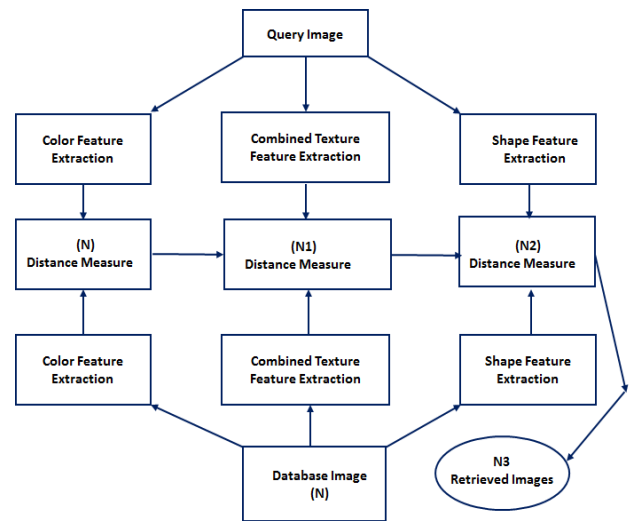 Query Image
Color Feature
Extraction
Combined Texture
Feature Extraction
Shape Feature
Extraction
(N)
Distance Measure
(N1)
Distance Measure
(N2)
Distance Measure
Color Feature
Extraction
Combined Texture
Feature Extraction
Shape Feature
Extraction
Database Image
(N)
N3
Retrieved Images